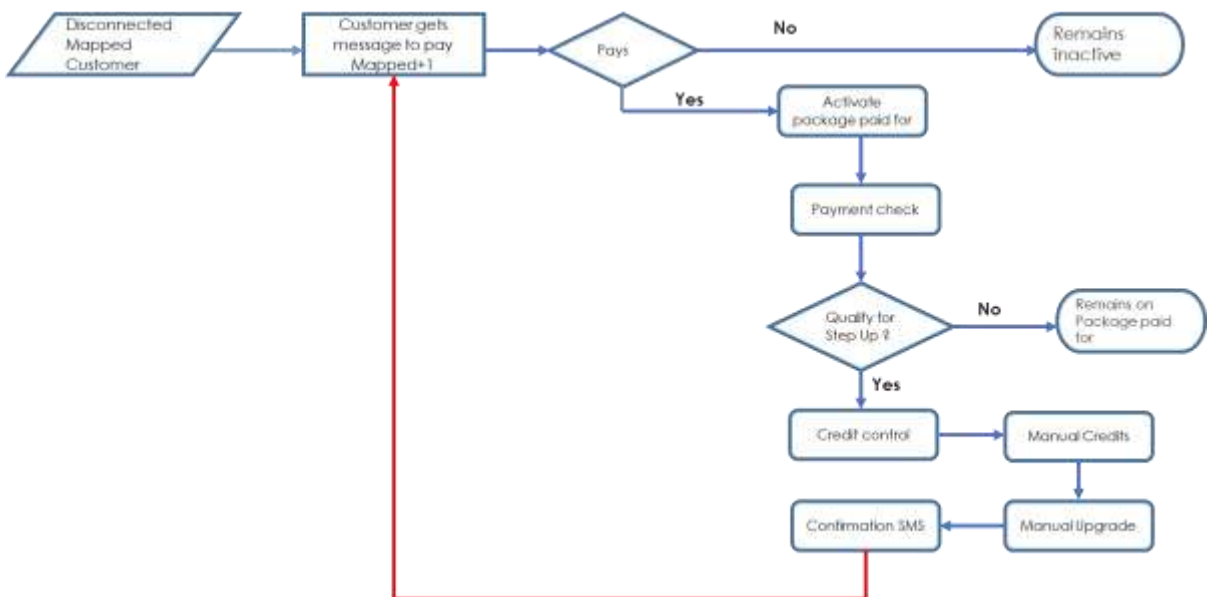 Disconnected
Mapped
Customer
Customer gets
message to pay
Mapped+1
Pays
No
Remains
inactive
Yes
Activate
package paid for
Payment check
Qualify for
Step Up ?
No
Remains on
Package paid
for
Yes
Credit control
Manual Credits
Confirmation SMS
Manual Upgrade